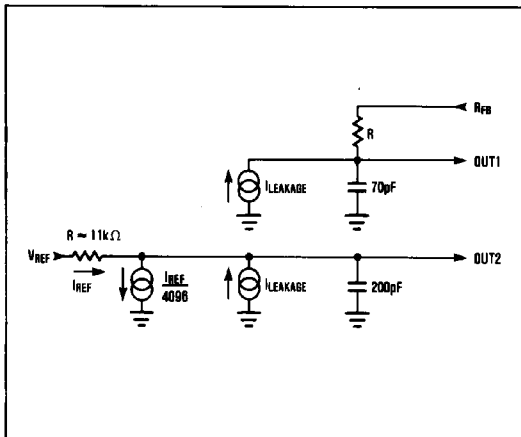 RFB
R
OUT1
ILEAKAGE
70pF
R ≈ 11kΩ
VREF
IREF
IREF
4096
ILEAKAGE
OUT2
200pF